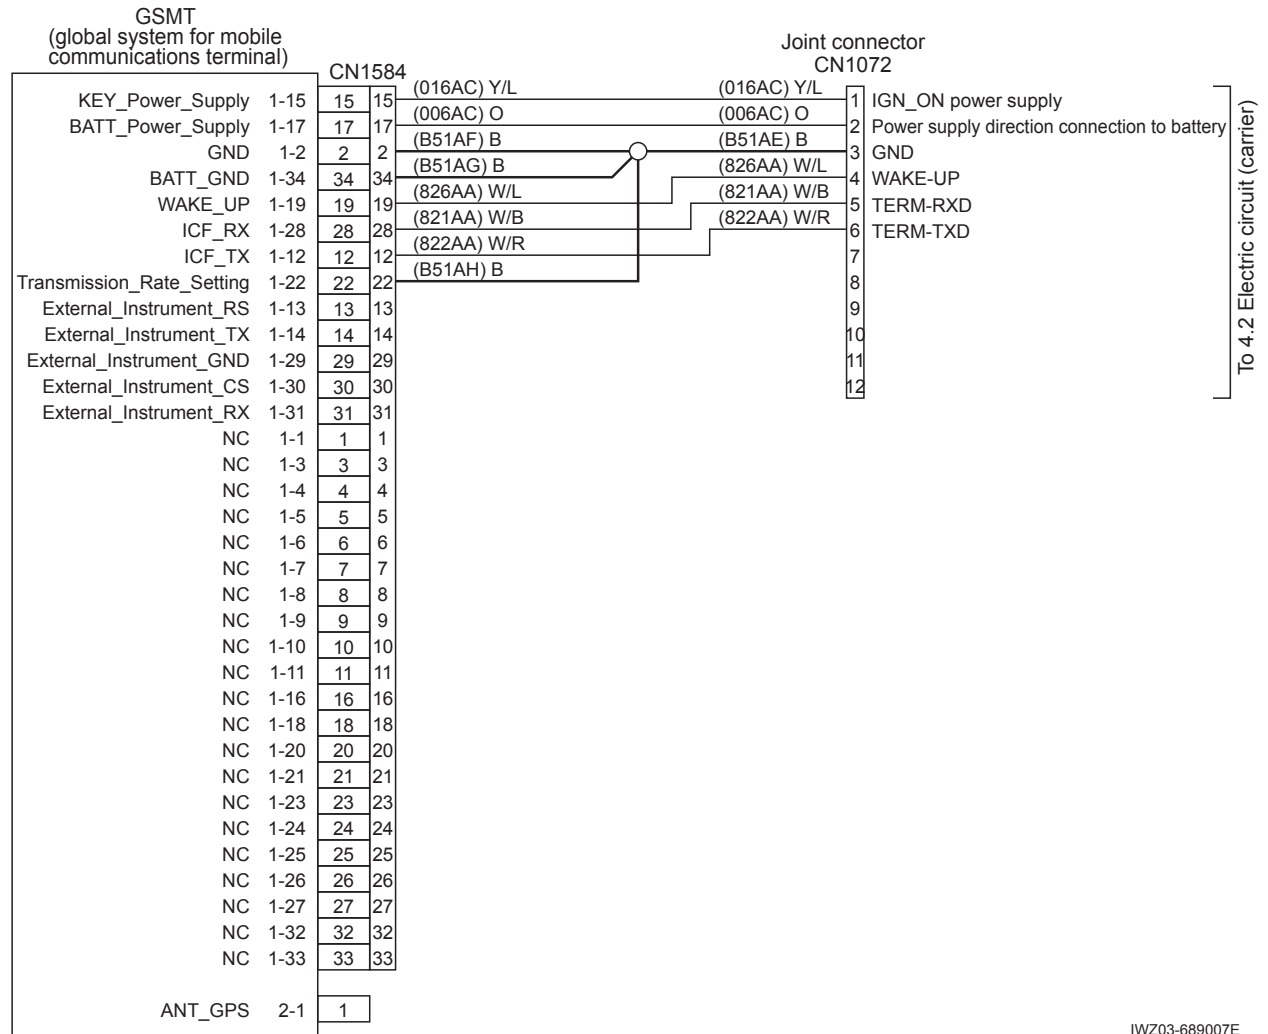 GSMT
(global system for mobile
communications terminal)
Joint connector
CN1584
CN1072
KEY_Power_Supply 1-15 15 15 (016AC) Y/L (016AC) Y/L 1 IGN_ON power supply
BATT_Power_Supply 1-17 17 17 (006AC) O (006AC) O 2 Power supply direction connection to battery
GND 1-2 2 2 (B51AF) B (B51AE) B 3 GND
BATT_GND 1-34 34 34 (B51AG) B (826AA) W/L 4 WAKE-UP
WAKE_UP 1-19 19 19 (826AA) W/L (821AA) W/B 5 TERM-RXD
ICF_RX 1-28 28 28 (821AA) W/B (822AA) W/R 6 TERM-TXD
ICF_TX 1-12 12 12 (822AA) W/R 7
Transmission_Rate_Setting 1-22 22 22 (B51AH) B 8
External_Instrument_RS 1-13 13 13 9
External_Instrument_TX 1-14 14 14 10
External_Instrument_GND 1-29 29 29 11
External_Instrument_CS 1-30 30 30 12
External_Instrument_RX 1-31 31 31
NC 1-1 1 1
NC 1-3 3 3
NC 1-4 4 4
NC 1-5 5 5
NC 1-6 6 6
NC 1-7 7 7
NC 1-8 8 8
NC 1-9 9 9
NC 1-10 10 10
NC 1-11 11 11
NC 1-16 16 16
NC 1-18 18 18
NC 1-20 20 20
NC 1-21 21 21
NC 1-23 23 23
NC 1-24 24 24
NC 1-25 25 25
NC 1-26 26 26
NC 1-27 27 27
NC 1-32 32 32
NC 1-33 33 33
ANT_GPS 2-1 1
To 4.2 Electric circuit (carrier)
IWZ03-689007E